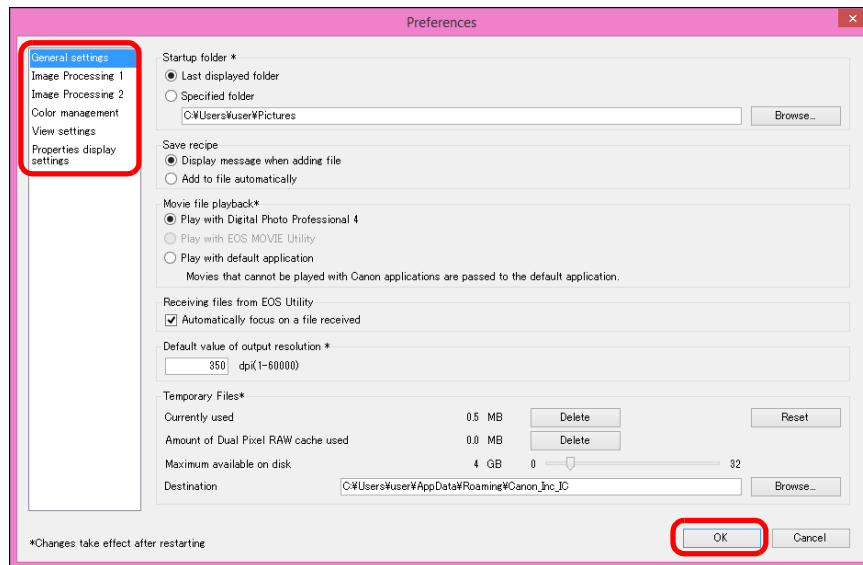 Preferences
General settings
Image Processing 1
Image Processing 2
Color management
View settings
Properties display
settings
Startup folder *
Last displayed folder
Specified folder
C:¥Users¥user¥Pictures
Browse...
Save recipe
Display message when adding file
Add to file automatically
Movie file playback*
Play with Digital Photo Professional 4
Play with EOS MOVIE Utility
Play with default application
Movies that cannot be played with Canon applications are passed to the default application.
Receiving files from EOS Utility
Automatically focus on a file received
Default value of output resolution *
350 dpi(1-60000)
Temporary Files*
Currently used 0.5 MB Delete Reset
Amount of Dual Pixel RAW cache used 0.0 MB Delete
Maximum available on disk 4 GB 0 32
Destination C:¥Users¥user¥AppData¥Roaming¥Canon_Inc_IC Browse...
*Changes take effect after restarting
OK Cancel